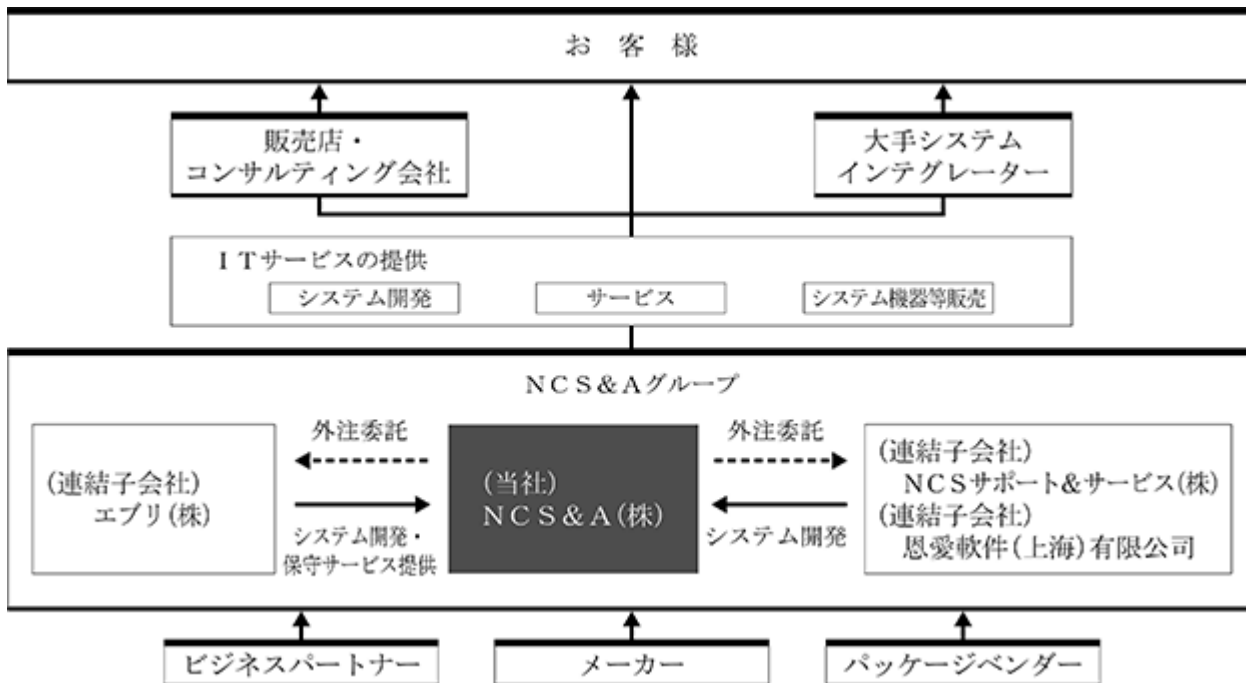 お客様
販売店・
コンサルティング会社
大手システム
インテグレーター
ITサービスの提供
システム開発
サービス
システム機器等販売
NCS&Aグループ
(連結子会社)
エブリ(株)
外注委託
システム開発・
保守サービス提供
(当社)
NCS&A(株)
外注委託
システム開発
(連結子会社)
NCSサポート&サービス(株)
(連結子会社)
恩愛軟件(上海)有限公司
ビジネスパートナー
メーカー
パッケージベンダー